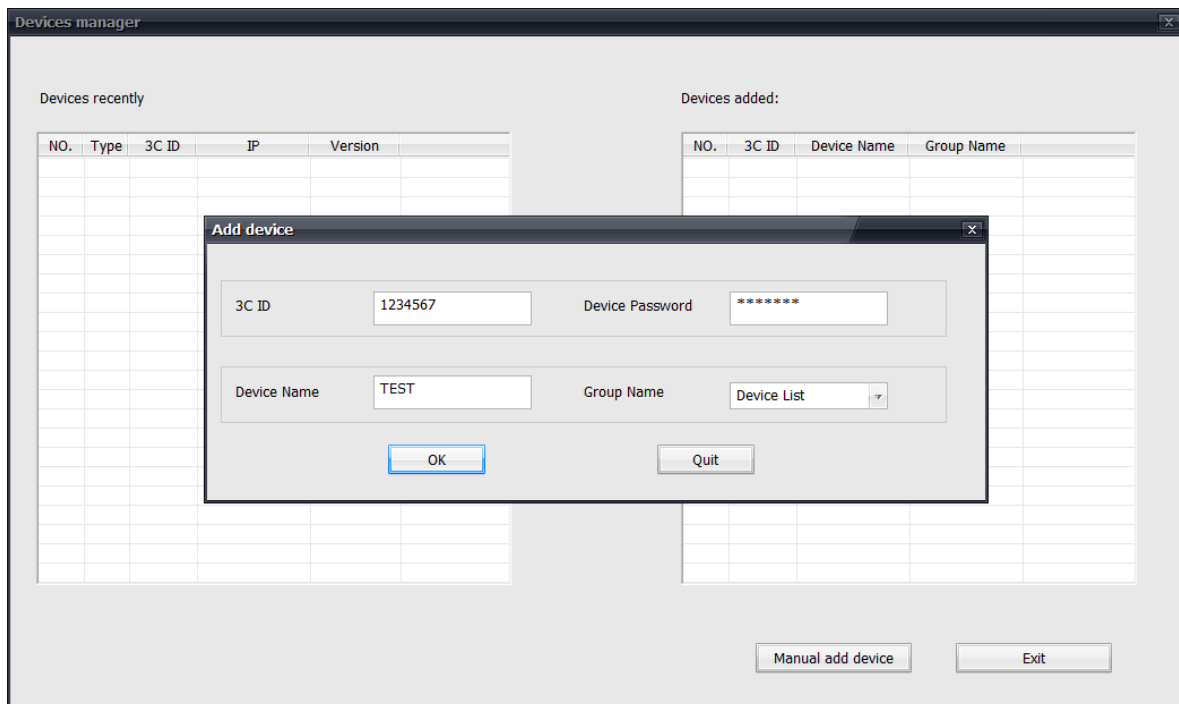 Devices manager
Devices recently
Devices added:
NO. Type 3C ID IP Version
NO. 3C ID Device Name Group Name
Add device
3C ID 1234567 Device Password *******
Device Name TEST Group Name Device List
OK Quit
Manual add device Exit